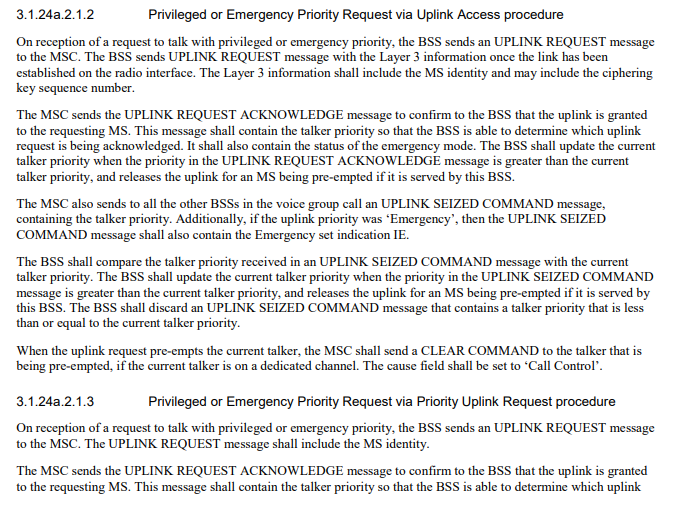 3.1.24a.2.1.2 Privileged or Emergency Priority Request via Uplink Access procedure
On reception of a request to talk with privileged or emergency priority, the BSS sends an UPLINK REQUEST message
to the MSC. The BSS sends UPLINK REQUEST message with the Layer 3 information once the link has been
established on the radio interface. The Layer 3 information shall include the MS identity and may include the ciphering
key sequence number.
The MSC sends the UPLINK REQUEST ACKNOWLEDGE message to confirm to the BSS that the uplink is granted
to the requesting MS. This message shall contain the talker priority so that the BSS is able to determine which uplink
request is being acknowledged. It shall also contain the status of the emergency mode. The BSS shall update the current
talker priority when the priority in the UPLINK REQUEST ACKNOWLEDGE message is greater than the current
talker priority, and releases the uplink for an MS being pre-empted if it is served by this BSS.
The MSC also sends to all the other BSSs in the voice group call an UPLINK SEIZED COMMAND message,
containing the talker priority. Additionally, if the uplink priority was ‘Emergency’, then the UPLINK SEIZED
COMMAND message shall also contain the Emergency set indication IE.
The BSS shall compare the talker priority received in an UPLINK SEIZED COMMAND message with the current
talker priority. The BSS shall update the current talker priority when the priority in the UPLINK SEIZED COMMAND
message is greater than the current talker priority, and releases the uplink for an MS being pre-empted if it is served by
this BSS. The BSS shall discard an UPLINK SEIZED COMMAND message that contains a talker priority that is less
than or equal to the current talker priority.
When the uplink request pre-empts the current talker, the MSC shall send a CLEAR COMMAND to the talker that is
being pre-empted, if the current talker is on a dedicated channel. The cause field shall be set to ‘Call Control’.
3.1.24a.2.1.3 Privileged or Emergency Priority Request via Priority Uplink Request procedure
On reception of a request to talk with privileged or emergency priority, the BSS sends an UPLINK REQUEST message
to the MSC. The UPLINK REQUEST message shall include the MS identity.
The MSC sends the UPLINK REQUEST ACKNOWLEDGE message to confirm to the BSS that the uplink is granted
to the requesting MS. This message shall contain the talker priority so that the BSS is able to determine which uplink